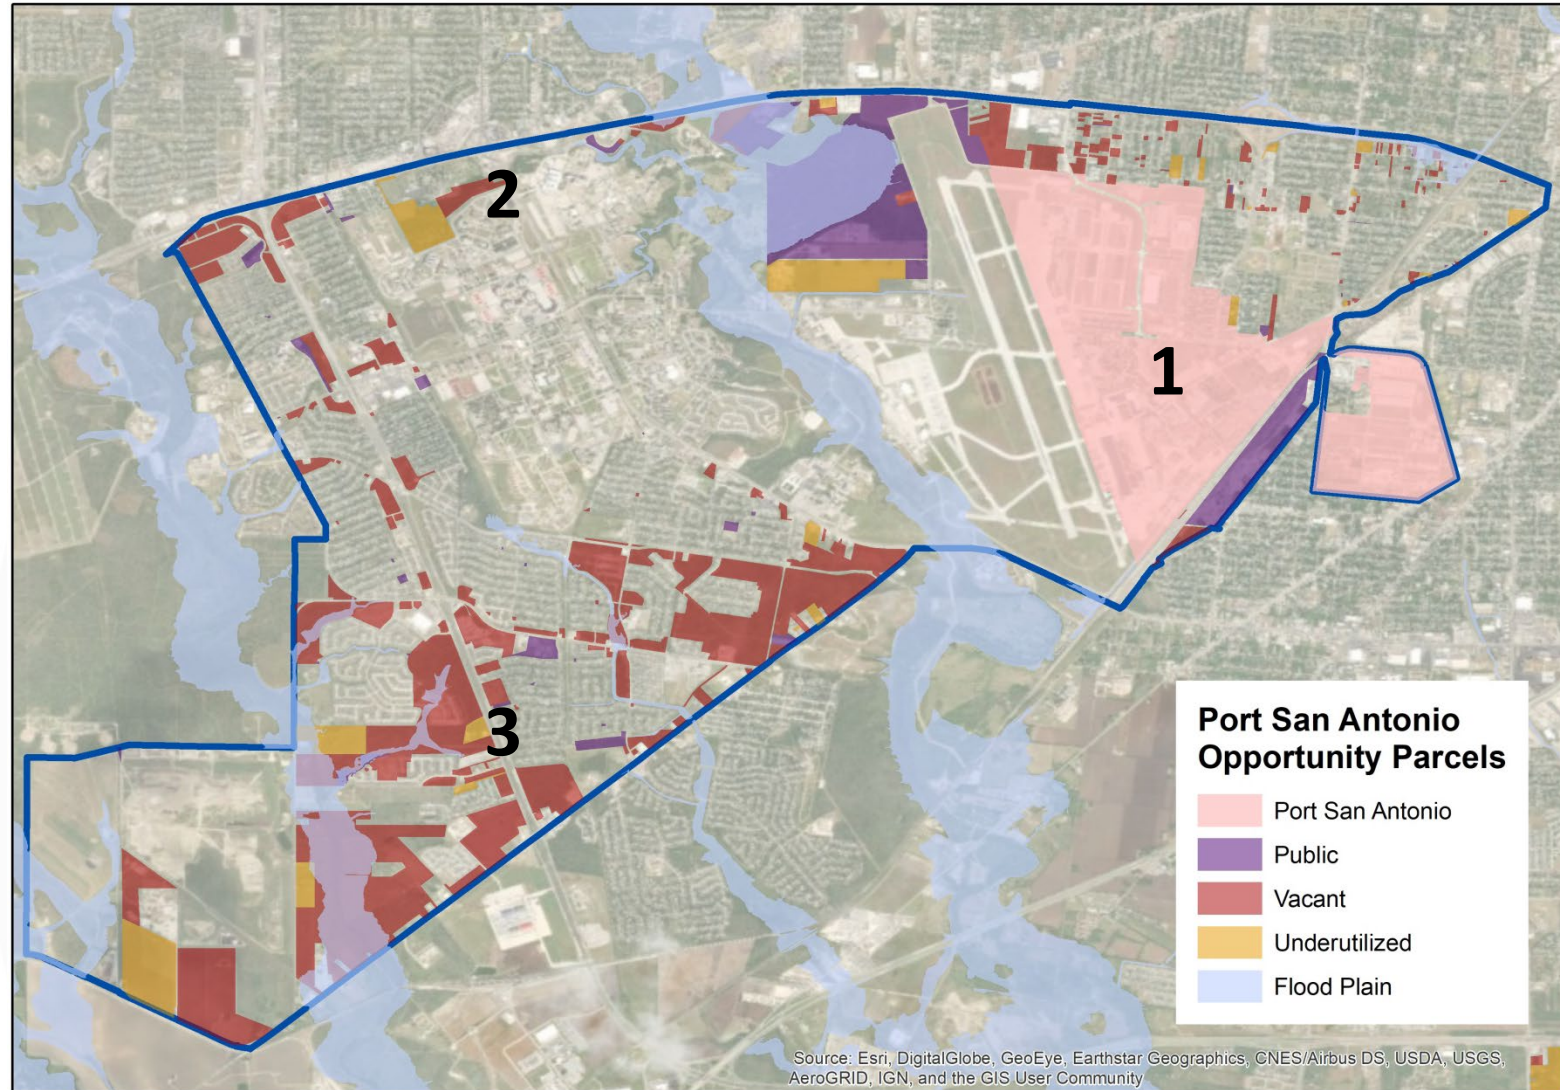 2
1
3
Port San Antonio
Opportunity Parcels
Port San Antonio
Public
Vacant
Underutilized
Flood Plain
Source: Esri, DigitalGlobe, GeoEye, Earthstar Geographics, CNES/Airbus DS, USDA, USGS,
AeroGRID, IGN, and the GIS User Community